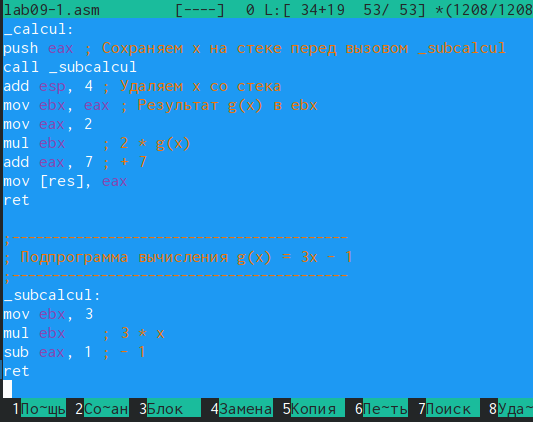 lab09-1.asm [----] 0 L:[ 34+19 53/ 53] *(1208/1208
_calcul:
push eax ; Сохраняем x на стеке перед вызовом _subcalcul
call _subcalcul
add esp, 4 ; Удаляем x со стека
mov ebx, eax ; Результат g(x) в ebx
mov eax, 2
mul ebx ; 2 * g(x)
add eax, 7 ; + 7
mov [res], eax
ret
;-----------------------------------------
; Подпрограмма вычисления g(x) = 3x - 1
;-----------------------------------------
_subcalcul:
mov ebx, 3
mul ebx ; 3 * x
sub eax, 1 ; - 1
ret
1По~щь 2Со~ан 3Блок 4Замена 5Копия 6Пе~ть 7Поиск 8Уда~